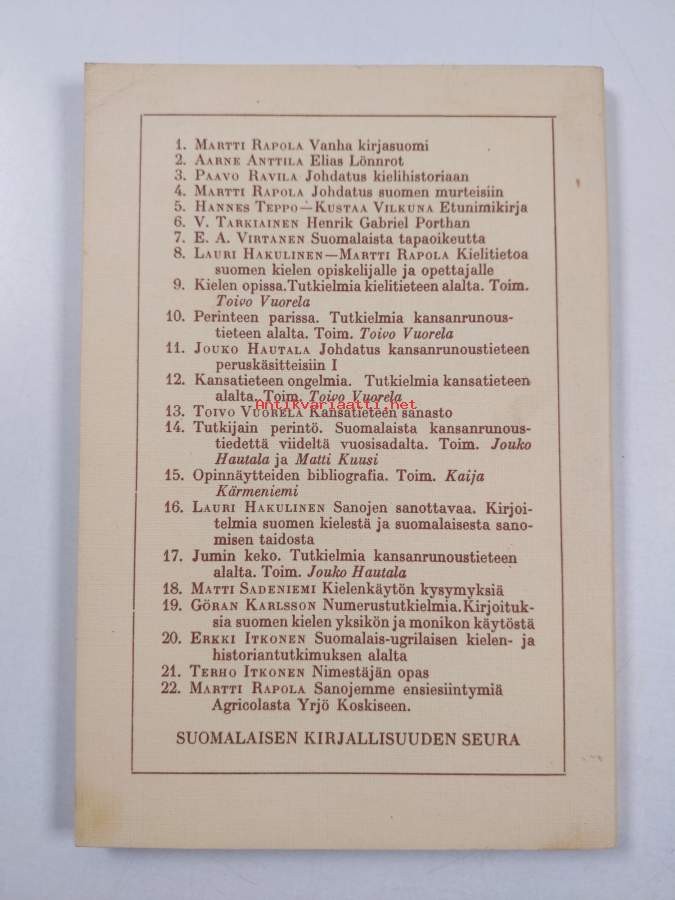 1. MARTTI RAPOLA Vanha kirjasuomi
2. AARNE ANTTILA Elias Lönnrot
3. PAAVO RAVILA Johdatus kielihistoriaan
4. MARTTI RAPOLA Johdatus suomen murteisiin
5. HANNES TEPPO—KUSTAA VILKUNA Etunimikirja
6. V. TARKIAINEN Henrik Gabriel Porthan
7. E. A. VIRTANEN Suomalaista tapaoikeutta
8. LAURI HAKULINEN—MARTTI RAPOLA Kielitietoa
suomen kielen opiskelijalle ja opettajalle
9. Kielen opissa. Tutkielmia kielitieteen alalta. Toim.
Toivo Vuorela
10. Perinteen parissa. Tutkielmia kansanrunous-
tieteen alalta. Toim. Toivo Vuorela
11. JOUKO HAUTALA Johdatus kansanrunoustieteen
peruskäsitteisiin I
12. Kansatieteen ongelmia. Tutkielmia kansatieteen
alalta. Toim. Toivo Vuorela
Antikvariaatti.net
13. TOIVO VUORELA Kansatieteen sanasto
14. Tutkijain perintö. Suomalaista kansanrunous-
tiedettä viideltä vuosisadalta. Toim. Jouko
Hautala ja Matti Kuusi
15. Opinnäytteiden bibliografia. Toim. Kaija
Kärmeniemi
16. LAURI HAKULINEN Sanojen sanottavaa. Kirjoi-
telmia suomen kielestä ja suomalaisesta sano-
misen taidosta
17. Jumin keko. Tutkielmia kansanrunoustieteen
alalta. Toim. Jouko Hautala
18. MATTI SADENIEMI Kielenkäytön kysymyksiä
19. GÖRAN KARLSSON Numerustutkielmia. Kirjoituk-
sia suomen kielen yksikön ja monikon käytöstä
20. ERKKI ITKONEN Suomalais-ugrilaisen kielen- ja
historiantutkimuksen alalta
21. TERHO ITKONEN Nimestäjän opas
22. MARTTI RAPOLA Sanojemme ensiesiintymiä
Agricolasta Yrjö Koskiseen.
SUOMALAISEN KIRJALLISUUDEN SEURA